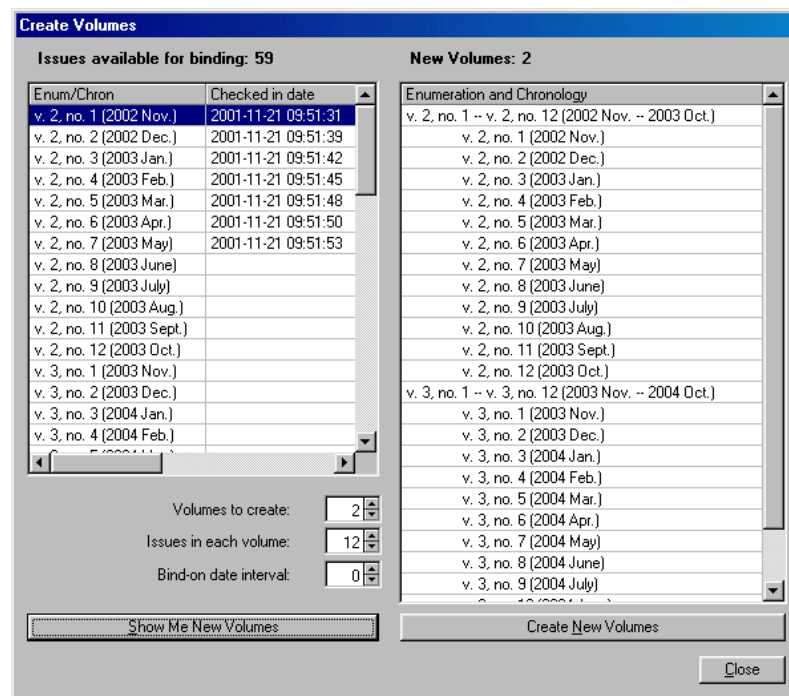 Create Volumes
Issues available for binding: 59
Enum/Chron Checked in date
v. 2, no. 1 (2002 Nov.) 2001-11-21 09:51:31
v. 2, no. 2 (2002 Dec.) 2001-11-21 09:51:39
v. 2, no. 3 (2003 Jan.) 2001-11-21 09:51:42
v. 2, no. 4 (2003 Feb.) 2001-11-21 09:51:45
v. 2, no. 5 (2003 Mar.) 2001-11-21 09:51:48
v. 2, no. 6 (2003 Apr.) 2001-11-21 09:51:50
v. 2, no. 7 (2003 May) 2001-11-21 09:51:53
v. 2, no. 8 (2003 June)
v. 2, no. 9 (2003 July)
v. 2, no. 10 (2003 Aug.)
v. 2, no. 11 (2003 Sept.)
v. 2, no. 12 (2003 Oct.)
v. 3, no. 1 (2003 Nov.)
v. 3, no. 2 (2003 Dec.)
v. 3, no. 3 (2004 Jan.)
v. 3, no. 4 (2004 Feb.)
Volumes to create: 2
Issues in each volume: 12
Bind-on date interval: 0
Show Me New Volumes
New Volumes: 2
Enumeration and Chronology
v. 2, no. 1 -- v. 2, no. 12 (2002 Nov. -- 2003 Oct.)
v. 2, no. 1 (2002 Nov.)
v. 2, no. 2 (2002 Dec.)
v. 2, no. 3 (2003 Jan.)
v. 2, no. 4 (2003 Feb.)
v. 2, no. 5 (2003 Mar.)
v. 2, no. 6 (2003 Apr.)
v. 2, no. 7 (2003 May)
v. 2, no. 8 (2003 June)
v. 2, no. 9 (2003 July)
v. 2, no. 10 (2003 Aug.)
v. 2, no. 11 (2003 Sept.)
v. 2, no. 12 (2003 Oct.)
v. 3, no. 1 -- v. 3, no. 12 (2003 Nov. -- 2004 Oct.)
v. 3, no. 1 (2003 Nov.)
v. 3, no. 2 (2003 Dec.)
v. 3, no. 3 (2004 Jan.)
v. 3, no. 4 (2004 Feb.)
v. 3, no. 5 (2004 Mar.)
v. 3, no. 6 (2004 Apr.)
v. 3, no. 7 (2004 May)
v. 3, no. 8 (2004 June)
v. 3, no. 9 (2004 July)
Create New Volumes
Close